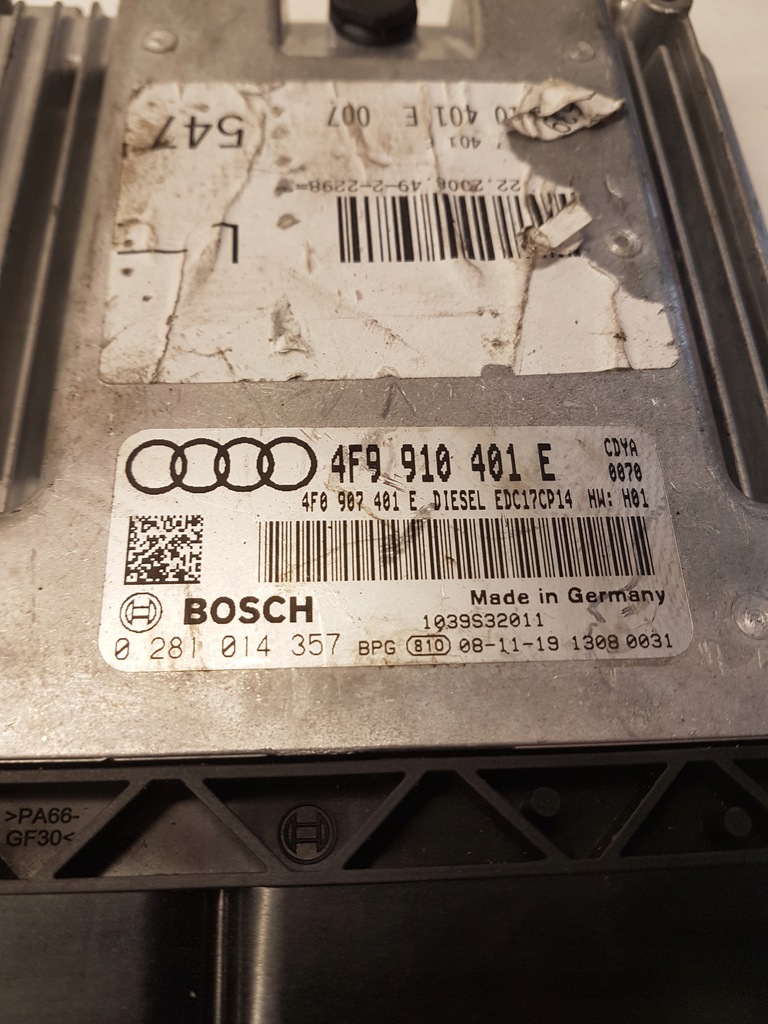 10 401 E 007
547
401 E
22.2006.49-2-2298=
L
4F9 910 401 E
CDYA
0070
4F0 907 401 E DIESEL EDC17CP14 HW: H01
Made in Germany
BOSCH
1039S32011
0 281 014 357 BPG 810 08-11-19 1308 0031
>PA66-
GF30<